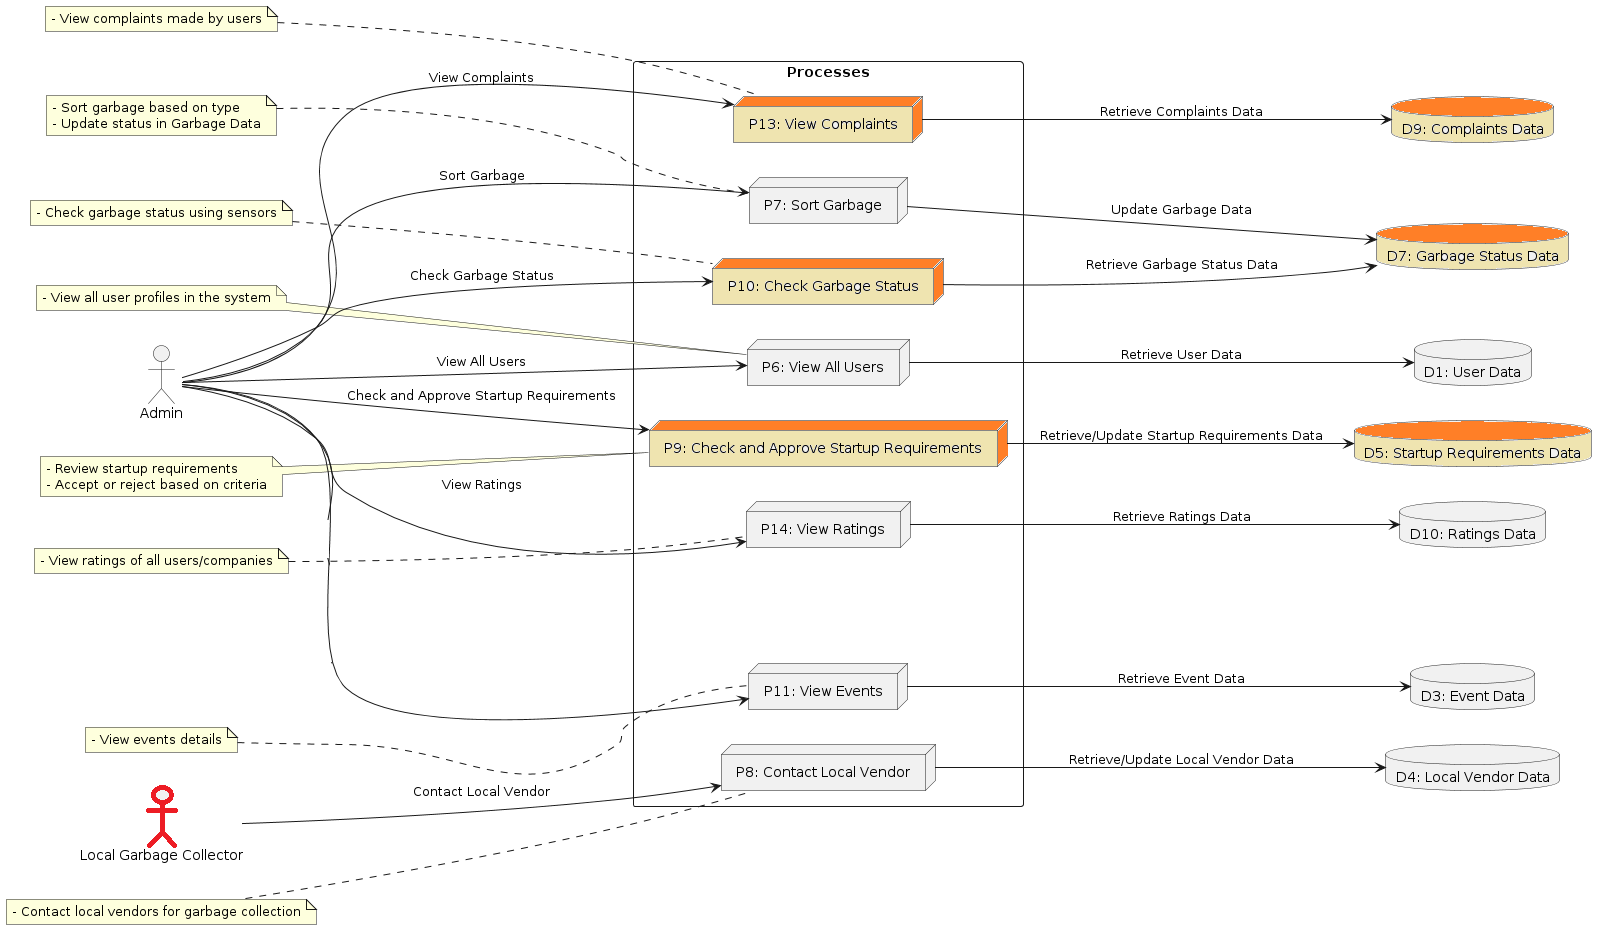 - View complaints made by users
Processes
View Complaints
- Sort garbage based on type
- Update status in Garbage Data
P13: View Complaints
Retrieve Complaints Data
D9: Complaints Data
Sort Garbage
P7: Sort Garbage
Update Garbage Data
- Check garbage status using sensors
D7: Garbage Status Data
Check Garbage Status
P10: Check Garbage Status
Retrieve Garbage Status Data
- View all user profiles in the system
View All Users
P6: View All Users
Retrieve User Data
D1: User Data
Admin
Check and Approve Startup Requirements
P9: Check and Approve Startup Requirements
Retrieve/Update Startup Requirements Data
D5: Startup Requirements Data
- Review startup requirements
- Accept or reject based on criteria
View Ratings
P14: View Ratings
Retrieve Ratings Data
D10: Ratings Data
- View ratings of all users/companies
P11: View Events
Retrieve Event Data
D3: Event Data
- View events details
P8: Contact Local Vendor
Retrieve/Update Local Vendor Data
D4: Local Vendor Data
Contact Local Vendor
Local Garbage Collector
- Contact local vendors for garbage collection